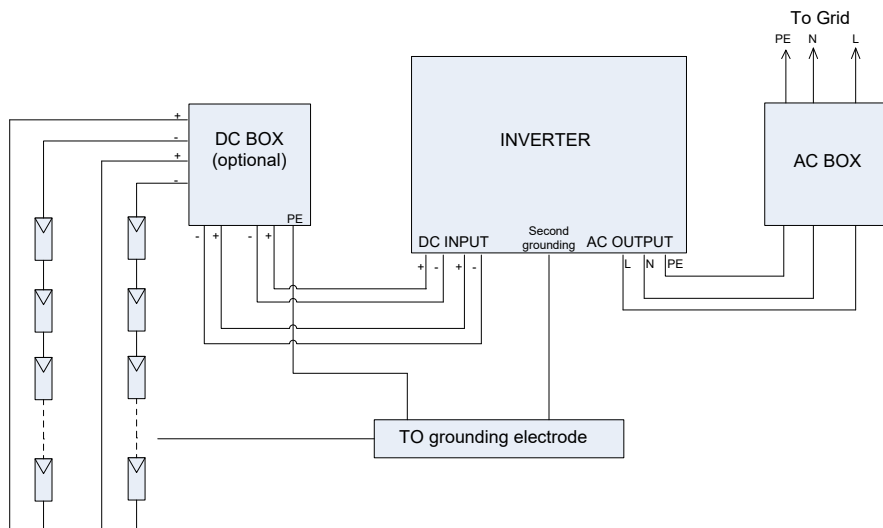 To Grid
PE N L
+
-
+
-
DC BOX
(optional)
PE
- + - +
INVERTER
DC INPUT
Second
grounding
AC OUTPUT
+ - + -
L N PE
AC BOX
TO grounding electrode